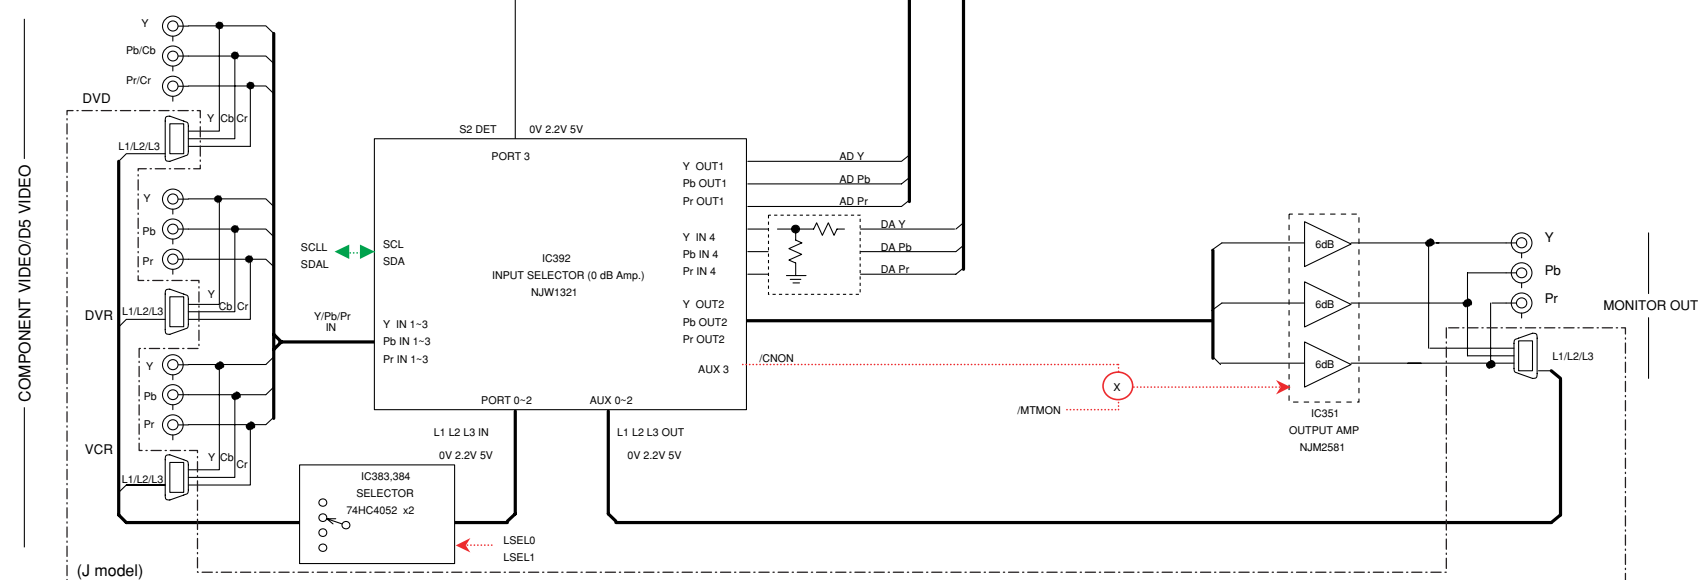 COMPONENT VIDEO/D5 VIDEO
Y
Pb/Cb
Pr/Cr
DVD
Y Cb Cr
L1/L2/L3
Y
Pb
Pr
DVR
Y
Cb Cr
L1/L2/L3
Y
Pb
Pr
VCR
Y Cb
Cr
L1/L2/L3
(J model)
SCLL
SDAL
Y/Pb/Pr
IN
S2 DET 0V 2.2V 5V
PORT 3
SCL
SDA
IC392
INPUT SELECTOR (0 dB Amp.)
NJW1321
Y IN 1~3
Pb IN 1~3
Pr IN 1~3
Y OUT1
Pb OUT1
Pr OUT1
Y IN 4
Pb IN 4
Pr IN 4
Y OUT2
Pb OUT2
Pr OUT2
AUX 3
PORT 0~2
AUX 0~2
AD Y
AD Pb
AD Pr
DA Y
DA Pb
DA Pr
/CNON
X
/MTMON
L1 L2 L3 IN
0V 2.2V 5V
L1 L2 L3 OUT
0V 2.2V 5V
IC383,384
SELECTOR
74HC4052 x2
LSEL0
LSEL1
6dB
6dB
6dB
IC351
OUTPUT AMP
NJM2581
Y
Pb
Pr
L1/L2/L3
MONITOR OUT